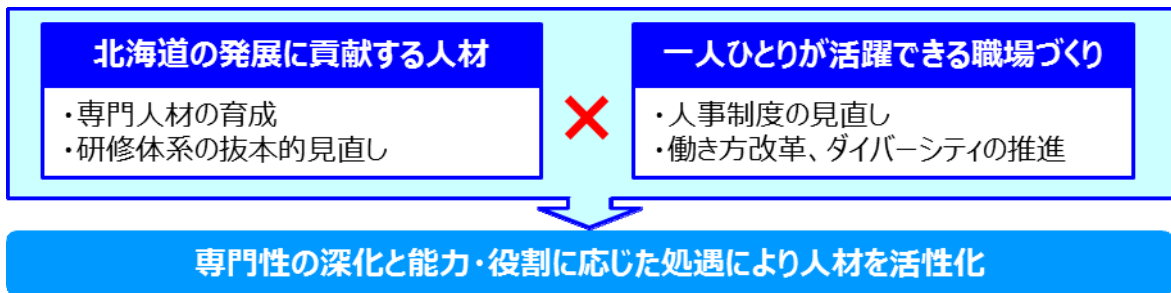 北海道の発展に貢献する人材
・専門人材の育成
・研修体系の抜本的見直し
×
一人ひとりが活躍できる職場づくり
・人事制度の見直し
・働き方改革、ダイバーシティの推進
専門性の深化と能力・役割に応じた処遇により人材を活性化